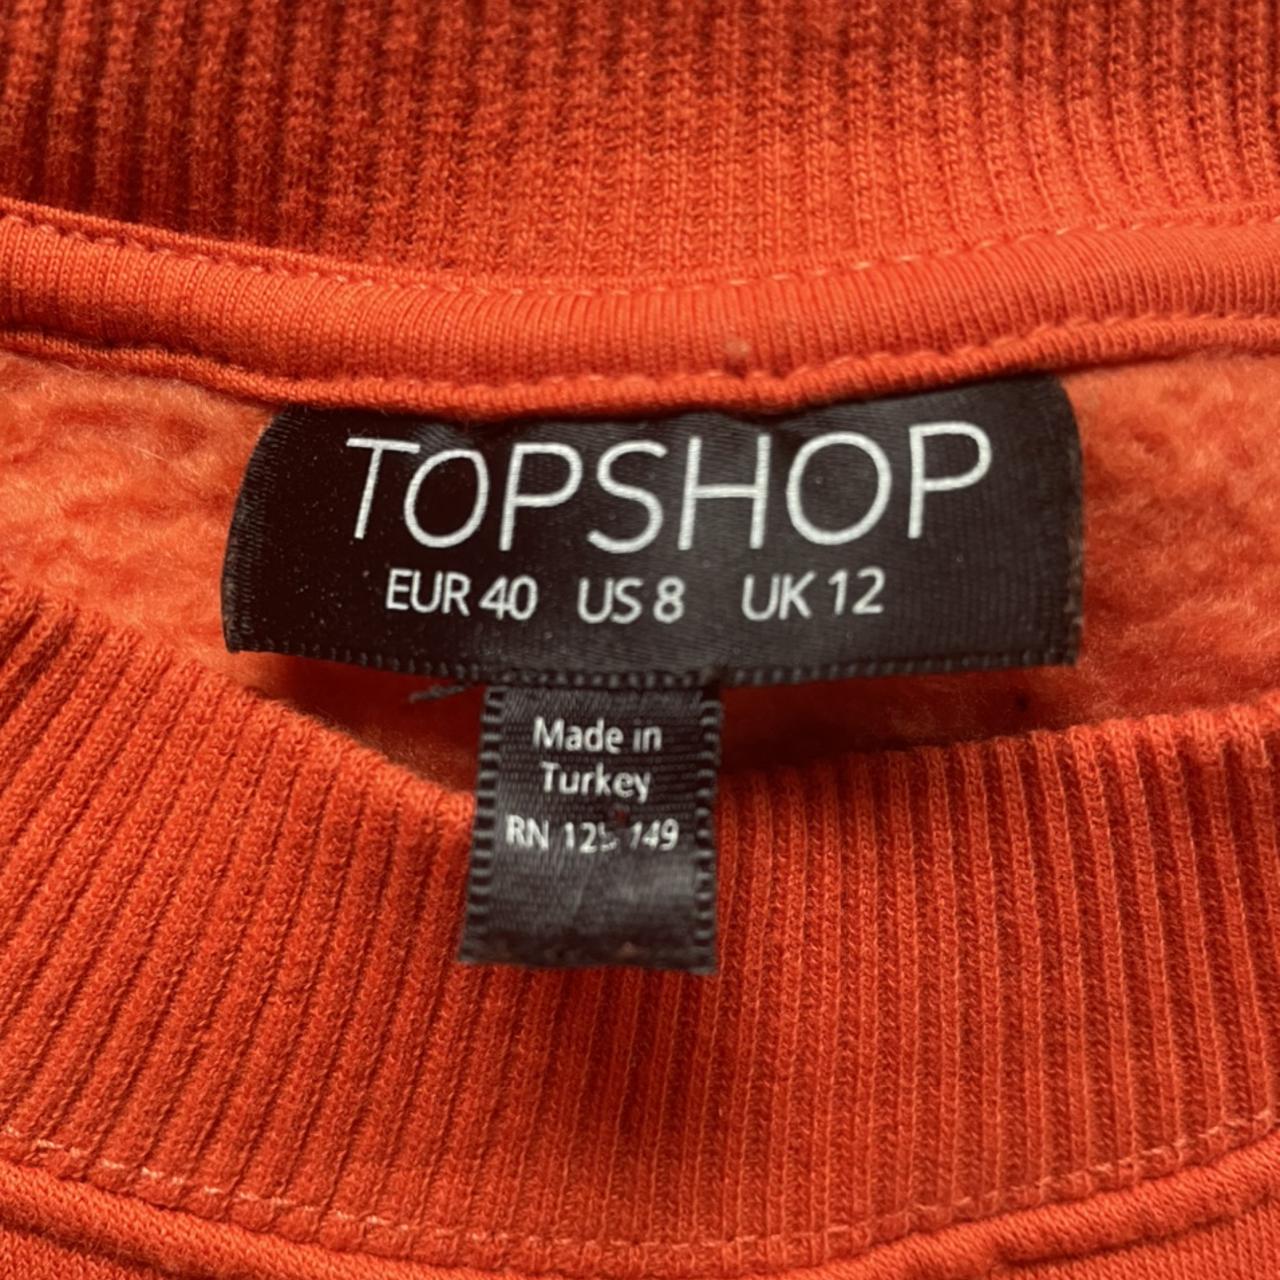 TOPSHOP
EUR 40 US 8 UK 12
Made in
Turkey
RN 149